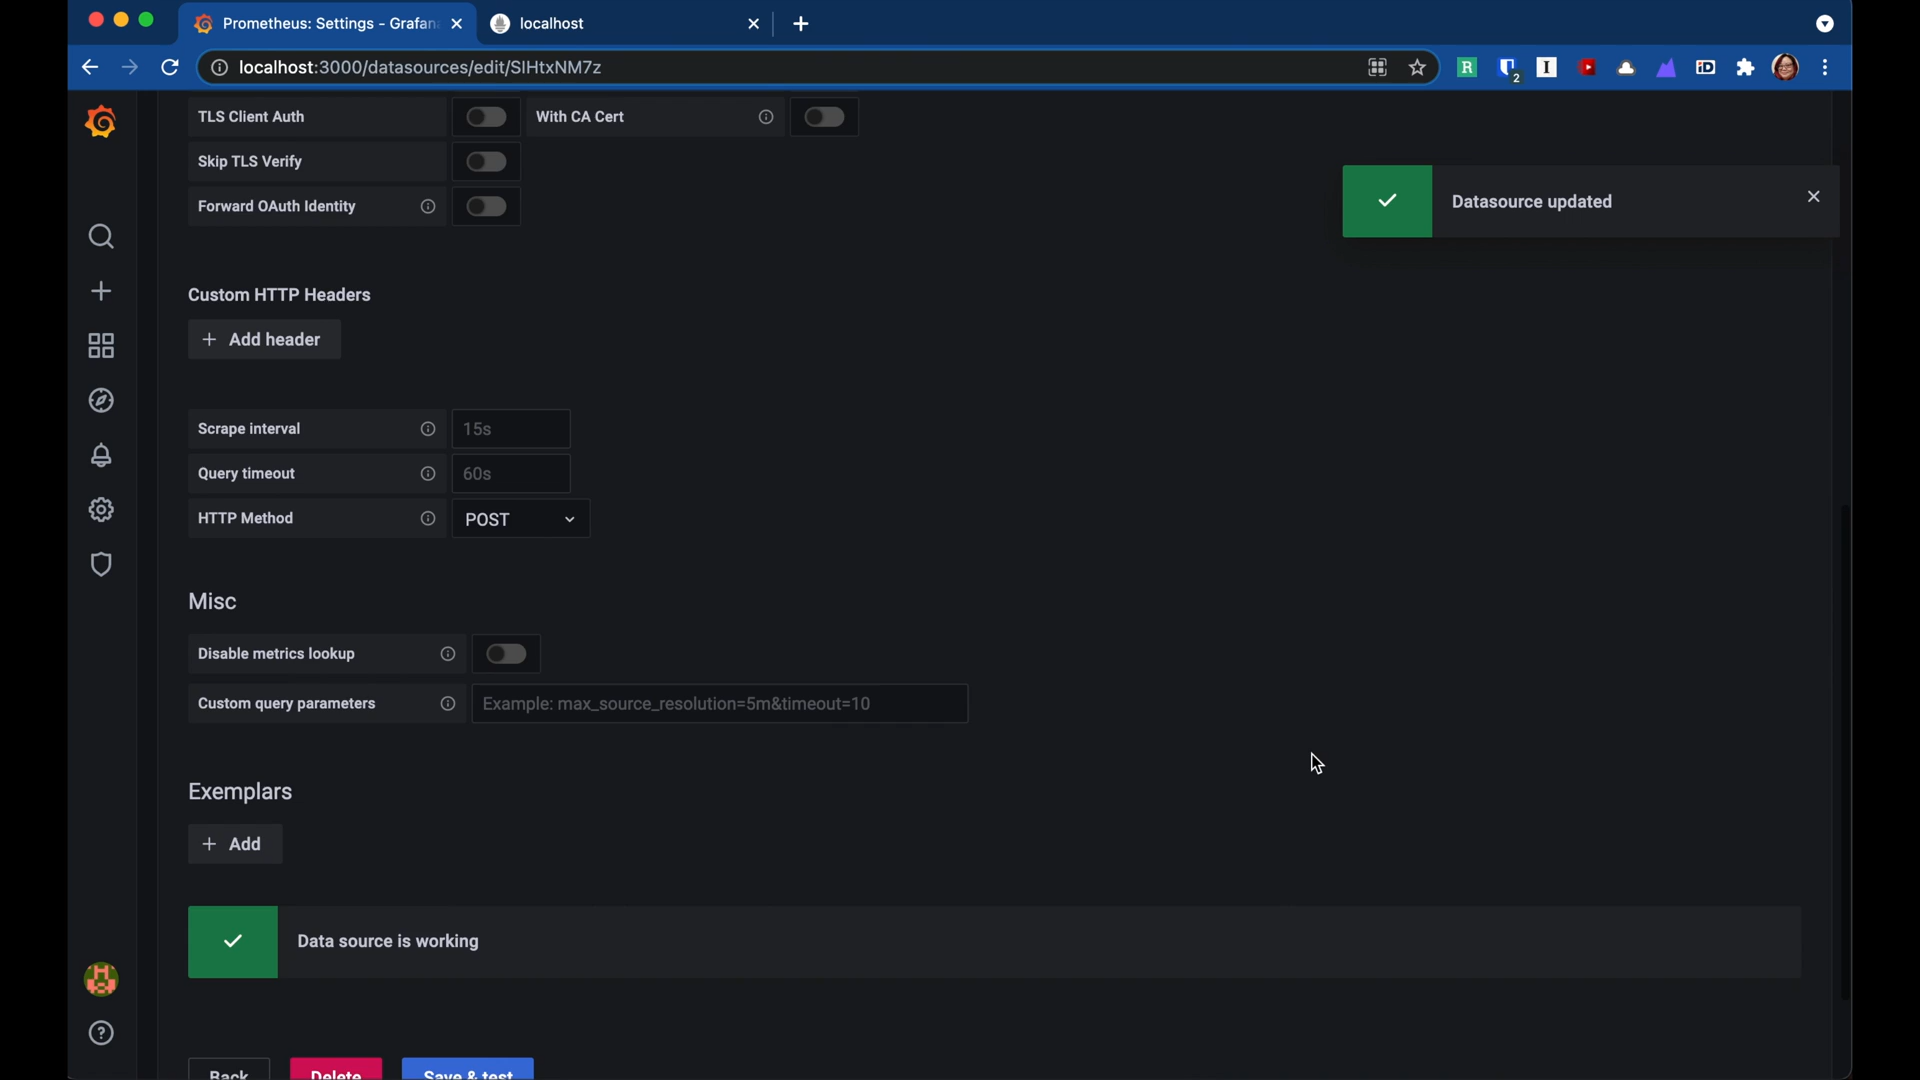 Prometheus: Settings - Grafan
localhost
localhost:3000/datasources/edit/SlHtxNM7z
R
2
I
iD
TLS Client Auth
With CA Cert
Skip TLS Verify
Forward OAuth Identity
Datasource updated
Custom HTTP Headers
Add header
Scrape interval
15s
Query timeout
60s
HTTP Method
POST
Misc
Disable metrics lookup
Custom query parameters
Example: max_source_resolution=5m&timeout=10
Exemplars
Add
Data source is working
Back
Delete
Save & test